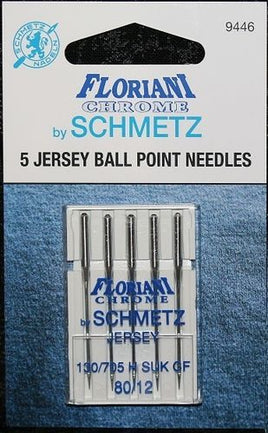 SCHMETZ
NADELN
9446
FLORIANI
CHROME
by SCHMETZ
5 JERSEY BALL POINT NEEDLES
FLORIANI
CHROME
by SCHMETZ
JERSEY
130/705 H SUK GF
80/12